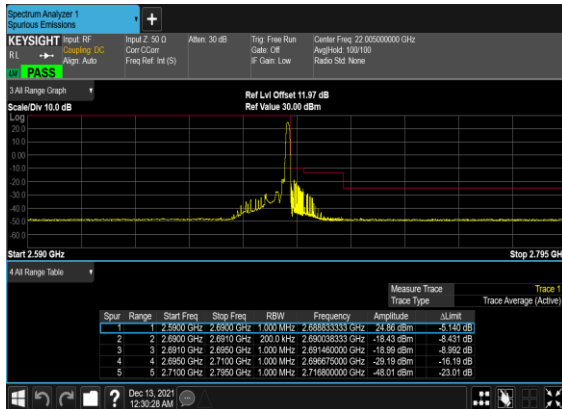 Spectrum Analyzer 1
Spurious Emissions
KEYSIGHT Input: RF Input Z: 50 Ω Atten: 30 dB Trig: Free Run Center Freq: 22.005000000 GHz
RL Coupling: DC Corr CCorr Gate: Off Avg|Hold: 100/100
Align: Auto Freq Ref: Int (S) IF Gain: Low Radio Std: None
PASS
3 All Range Graph
Ref Lvl Offset 11.97 dB
Scale/Div 10.0 dB Ref Value 30.00 dBm
Log
20.0
10.0
0.00
-10.0
-20.0
-30.0
-40.0
-50.0
-60.0
Start 2.590 GHz Stop 2.795 GHz
4 All Range Table
Measure Trace Trace 1
Trace Type Trace Average (Active)
Spur Range Start Freq Stop Freq RBW Frequency Amplitude ΔLimit
1 1 2.5900 GHz 2.6900 GHz 1.000 MHz 2.688833333 GHz 24.86 dBm -5.140 dB
2 2 2.6900 GHz 2.6910 GHz 200.0 kHz 2.690038333 GHz -18.43 dBm -8.431 dB
3 3 2.6910 GHz 2.6950 GHz 1.000 MHz 2.691460000 GHz -18.99 dBm -8.992 dB
4 4 2.6950 GHz 2.7100 GHz 1.000 MHz 2.696675000 GHz -29.19 dBm -16.19 dB
5 5 2.7100 GHz 2.7950 GHz 1.000 MHz 2.716800000 GHz -48.01 dBm -23.01 dB
Dec 13, 2021
12:30:28 AM